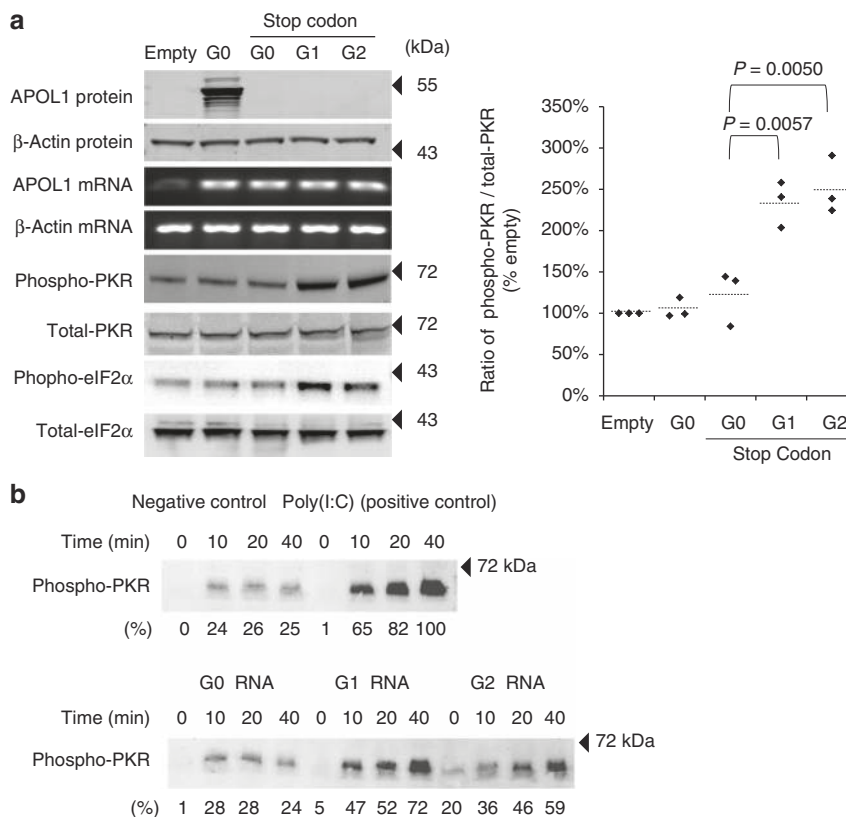 a
Stop codon
Empty G0 G0 G1 G2 (kDa)
APOL1 protein 55
β-Actin protein 43
APOL1 mRNA
β-Actin mRNA
Phospho-PKR 72
Total-PKR 72
Phopho-eIF2α 43
Total-eIF2α 43
Ratio of phospho-PKR / total-PKR
(% empty)
350%
300%
250%
200%
150%
100%
50%
0%
P = 0.0050
P = 0.0057
Empty G0 G0 G1 G2
Stop Codon
b
Negative control Poly(I:C) (positive control)
Time (min) 0 10 20 40 0 10 20 40
Phospho-PKR 72 kDa
(%) 0 24 26 25 1 65 82 100
G0 RNA G1 RNA G2 RNA
Time (min) 0 10 20 40 0 10 20 40 0 10 20 40
Phospho-PKR 72 kDa
(%) 1 28 28 24 5 47 52 72 20 36 46 59